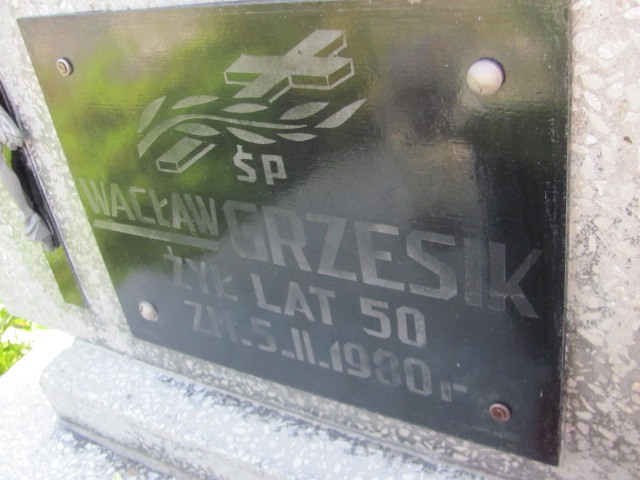 ŚP
WACŁAW GRZESIK
ŻYŁ LAT 50
ZM. 5.II.1980 r